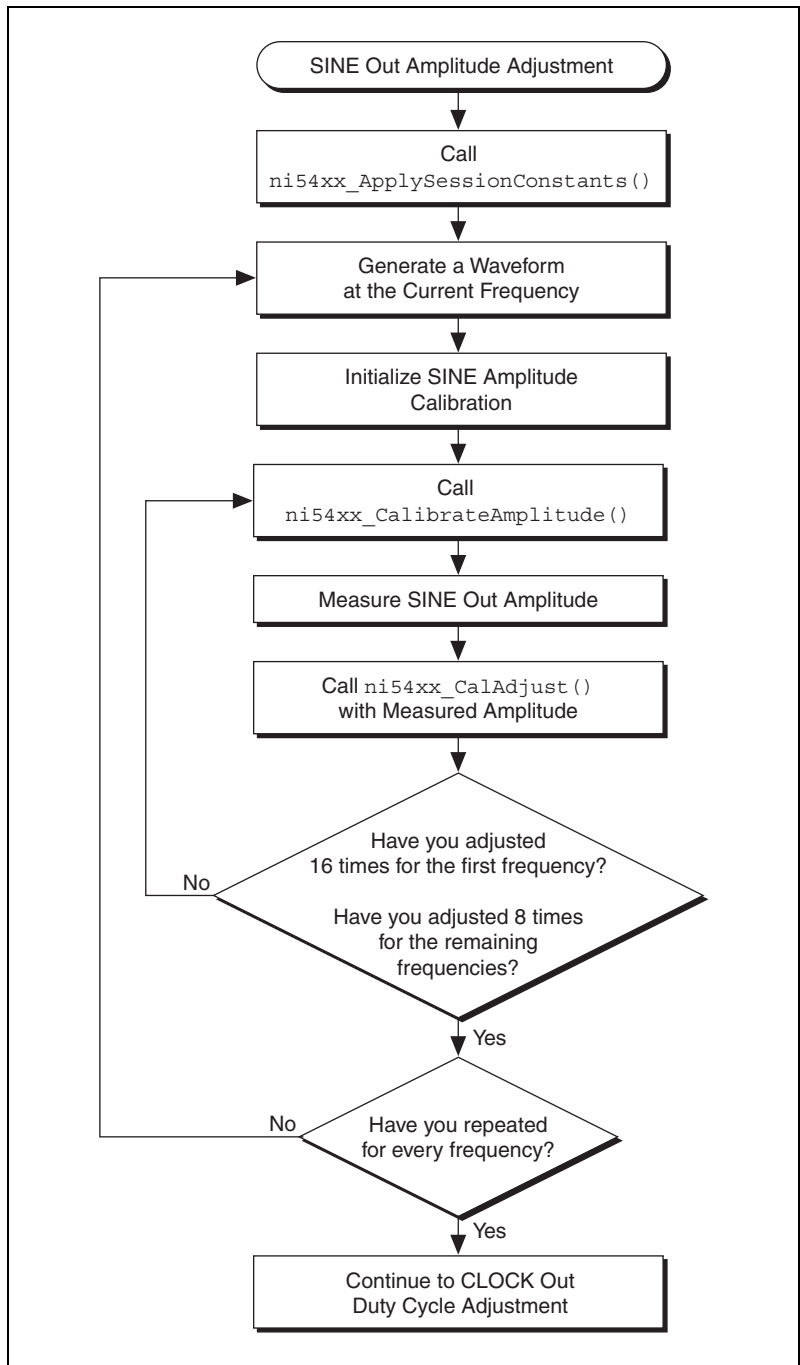 SINE Out Amplitude Adjustment
Call
ni54xx_ApplySessionConstants()
Generate a Waveform
at the Current Frequency
Initialize SINE Amplitude
Calibration
Call
ni54xx_CalibrateAmplitude()
Measure SINE Out Amplitude
Call ni54xx_CalAdjust()
with Measured Amplitude
Have you adjusted
16 times for the first frequency?
No
Have you adjusted 8 times
for the remaining
frequencies?
Yes
No
Have you repeated
for every frequency?
Yes
Continue to CLOCK Out
Duty Cycle Adjustment